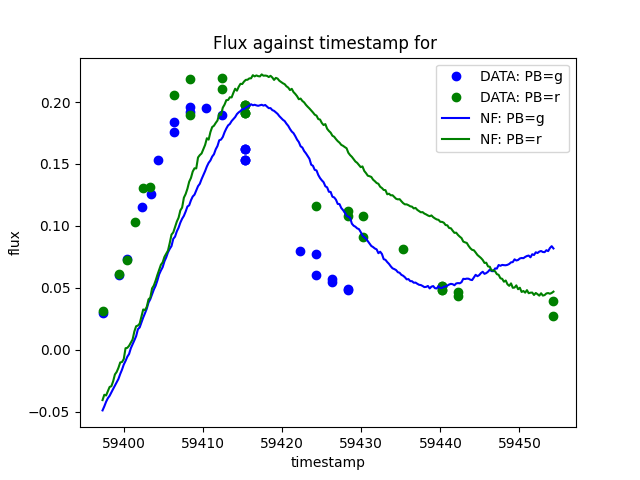 Flux against timestamp for
DATA: PB=g
DATA: PB=r
NF: PB=g
NF: PB=r
flux
0.20
0.15
0.10
0.05
0.00
−0.05
59400 59410 59420 59430 59440 59450
timestamp